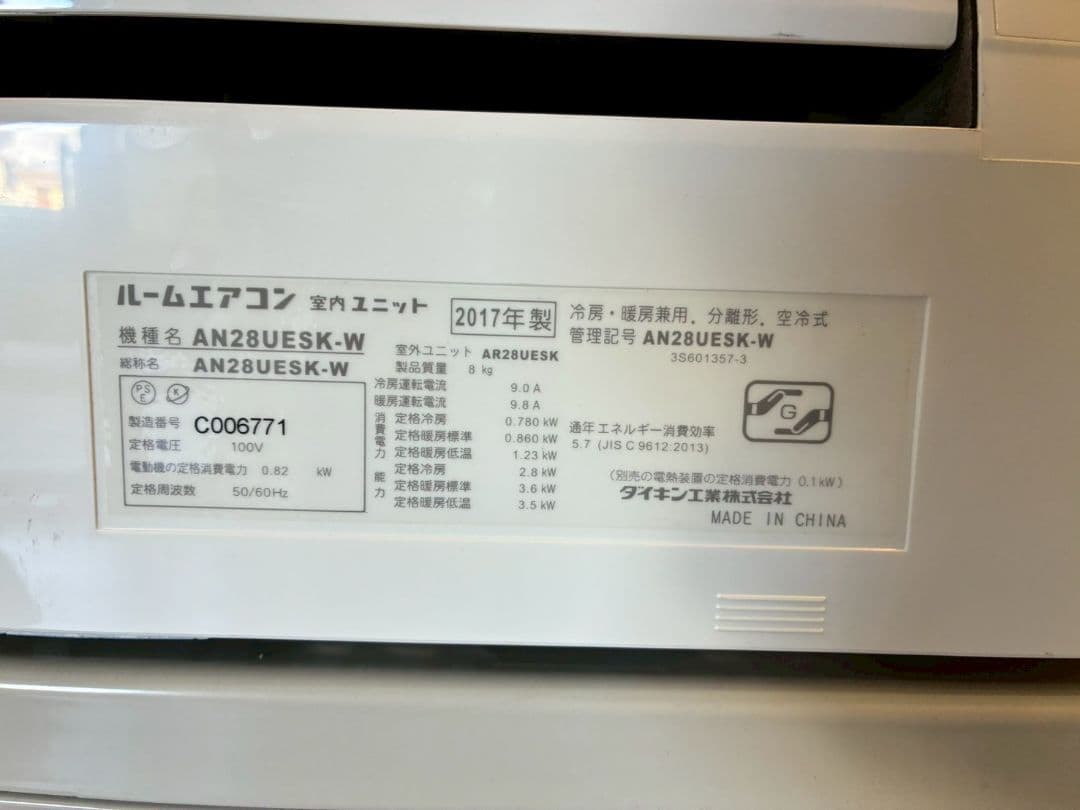 ルームエアコン 室内ユニット 2017年製
冷房・暖房兼用．分離形．空冷式
機種名 AN28UESK-W
総称名 AN28UESK-W
管理記号 AN28UESK-W
3S601357-3
室外ユニット AR28UESK
製品質量 8 kg
PSE K
製造番号 C006771
定格電圧 100V
電動機の定格消費電力 0.82 kW
定格周波数 50/60Hz
冷房運転電流 9.0 A
暖房運転電流 9.8 A
消費電力 定格冷房 0.780 kW
定格暖房標準 0.860 kW
定格暖房低温 1.23 kW
能力 定格冷房 2.8 kW
定格暖房標準 3.6 kW
定格暖房低温 3.5 kW
通年エネルギー消費効率
5.7 (JIS C 9612:2013)
G
(別売の電熱装置の定格消費電力 0.1kW)
ダイキン工業株式会社
MADE IN CHINA